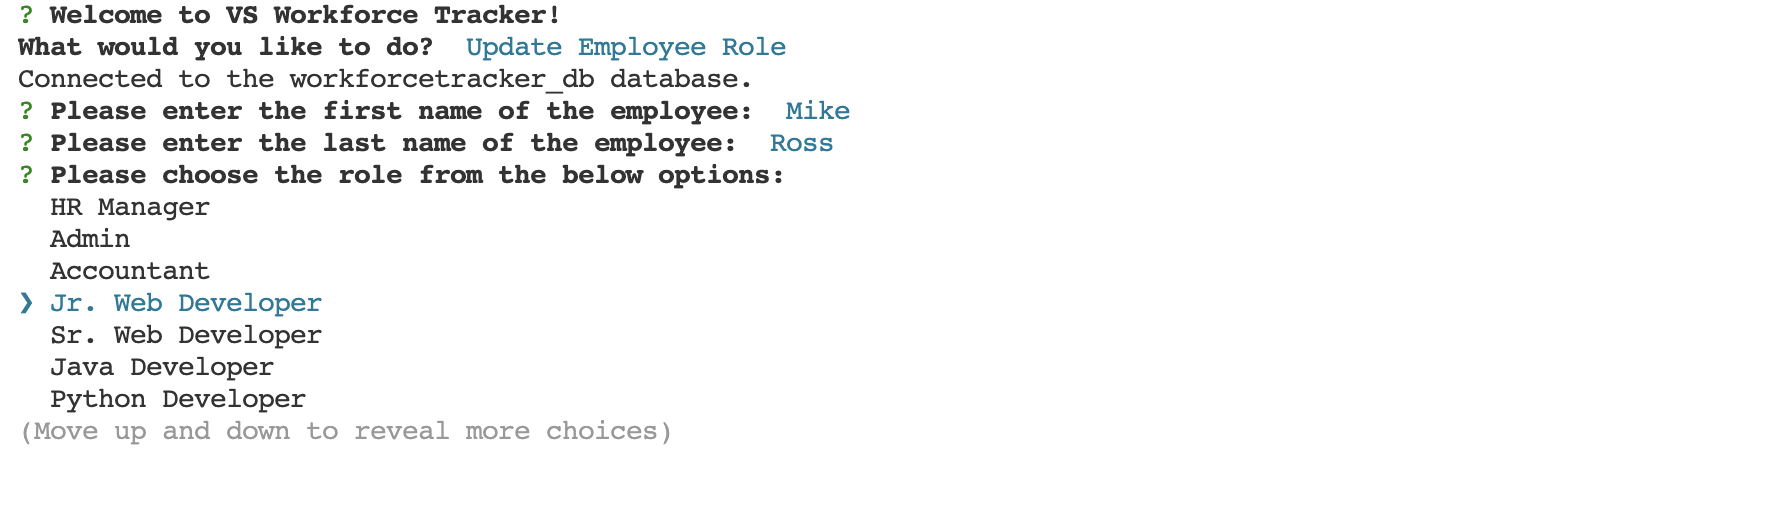 ? Welcome to VS Workforce Tracker!
What would you like to do?  Update Employee Role
Connected to the workforcetracker_db database.
? Please enter the first name of the employee:  Mike
? Please enter the last name of the employee:  Ross
? Please choose the role from the below options:
  HR Manager
  Admin
  Accountant
❯ Jr. Web Developer
  Sr. Web Developer
  Java Developer
  Python Developer
(Move up and down to reveal more choices)